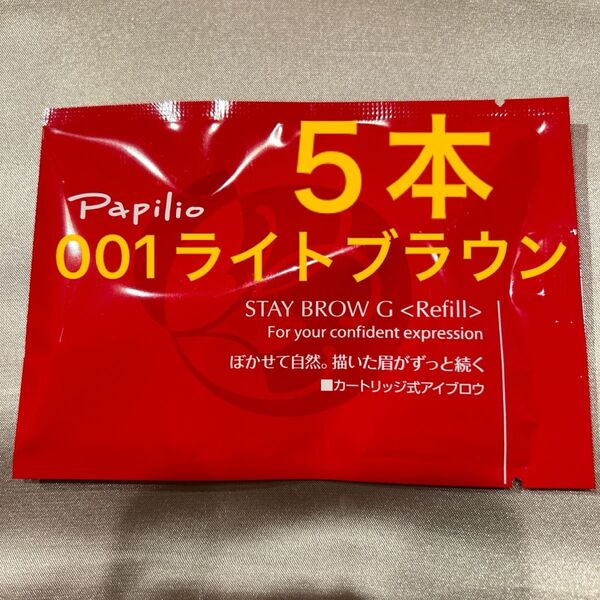 5本
Papilio
001ライトブラウン
STAY BROW G <Refill>
For your confident expression
ぼかせて自然。描いた眉がずっと続く
■カートリッジ式アイブロウ